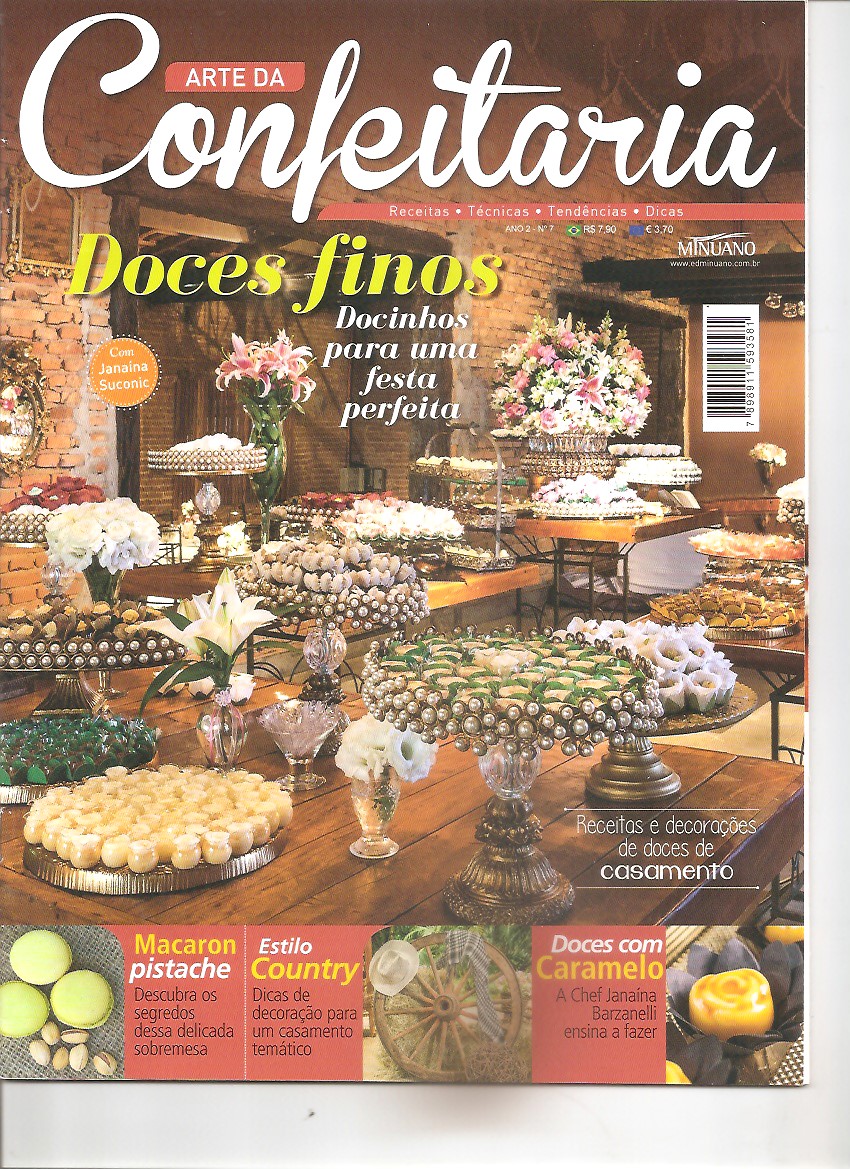 ARTE DA
Confeitaria
Receitas • Técnicas • Tendências • Dicas
ANO 2 - Nº 7 R$ 7,90 € 3,70
MINUANO
www.edminuano.com.br
Doces finos
Docinhos
para uma
festa
perfeita
Com
Janaína
Suconic
7 898911 593581
Receitas e decorações
de doces de
casamento
Macaron
pistache
Descubra os
segredos
dessa delicada
sobremesa
Estilo
Country
Dicas de
decoração para
um casamento
temático
Doces com
Caramelo
A Chef Janaína
Barzanelli
ensina a fazer